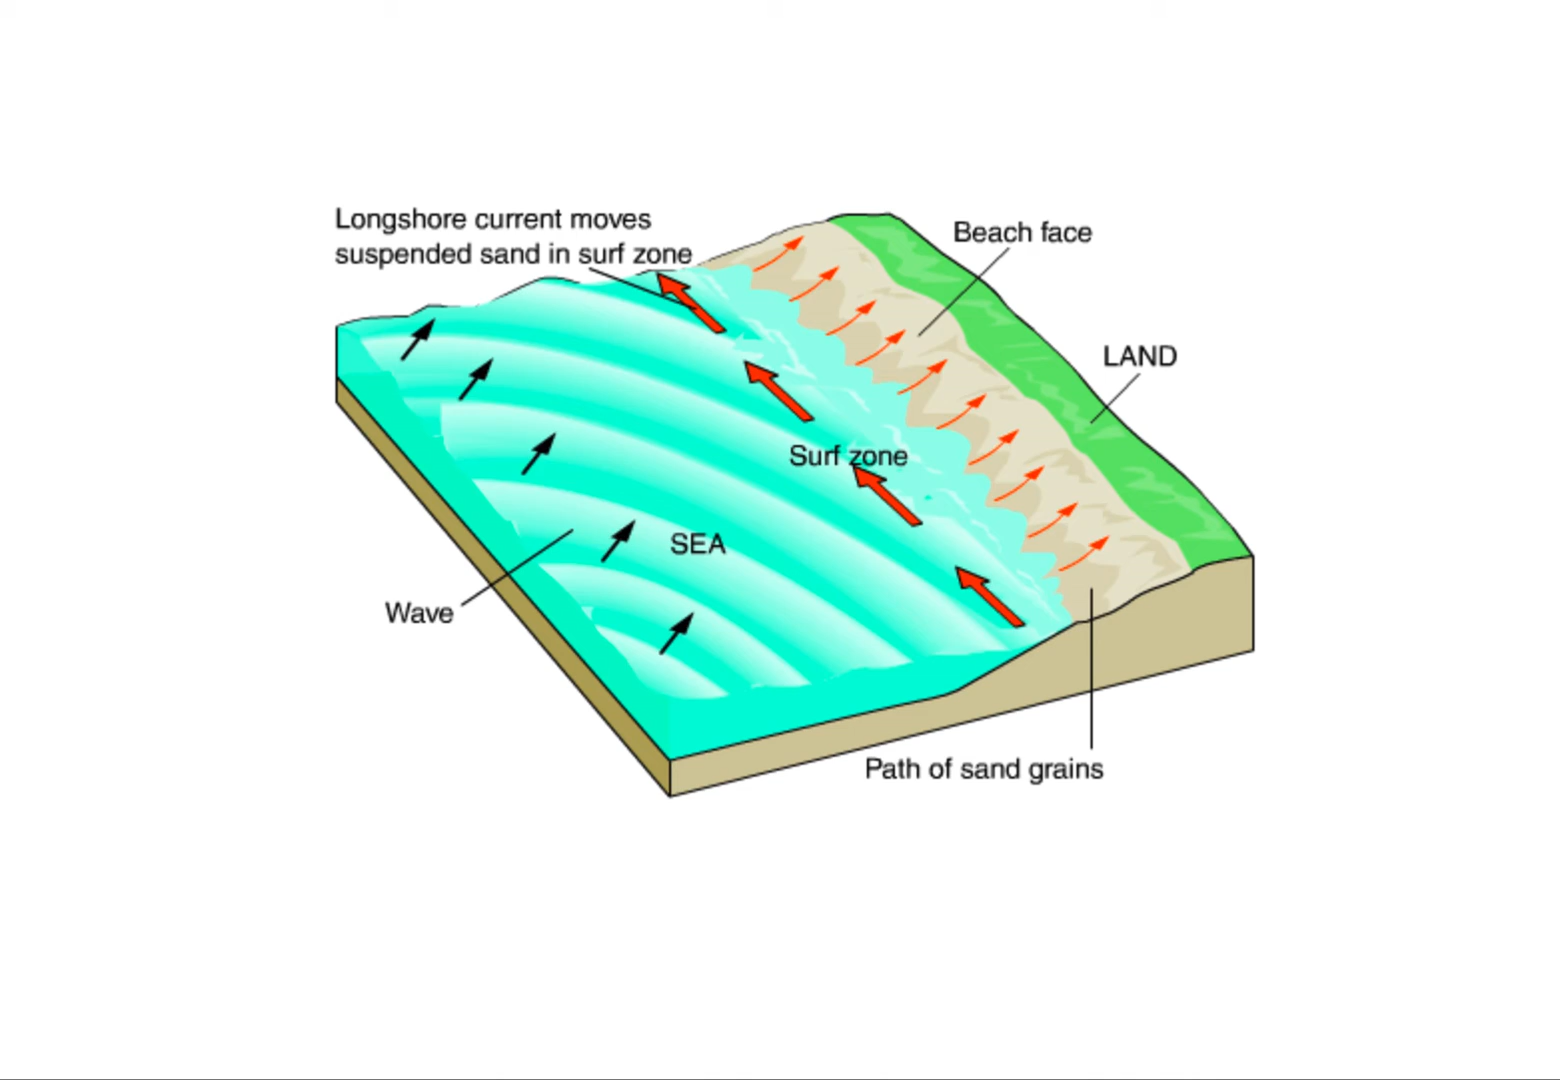 Longshore current moves
suspended sand in surf zone
Beach face
LAND
Surf zone
SEA
Wave
Path of sand grains